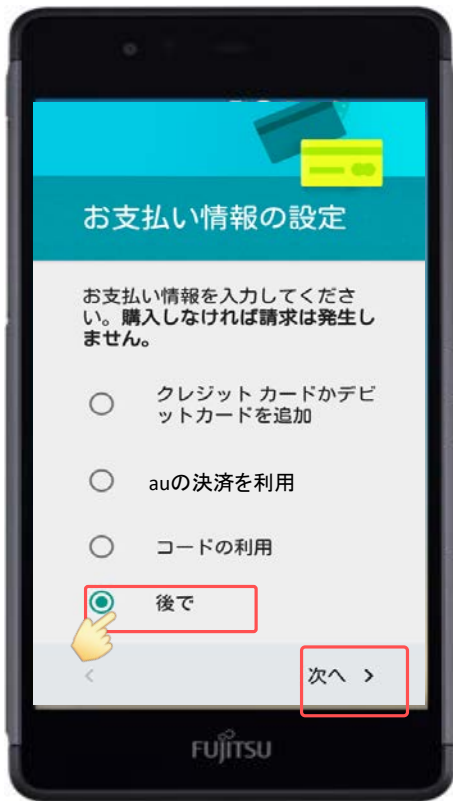 お支払い情報の設定
お支払い情報を入力してくださ
い。購入しなければ請求は発生し
ません。
クレジット カードかデビ
ットカードを追加
auの決済を利用
コードの利用
後で
次へ
FUJITSU